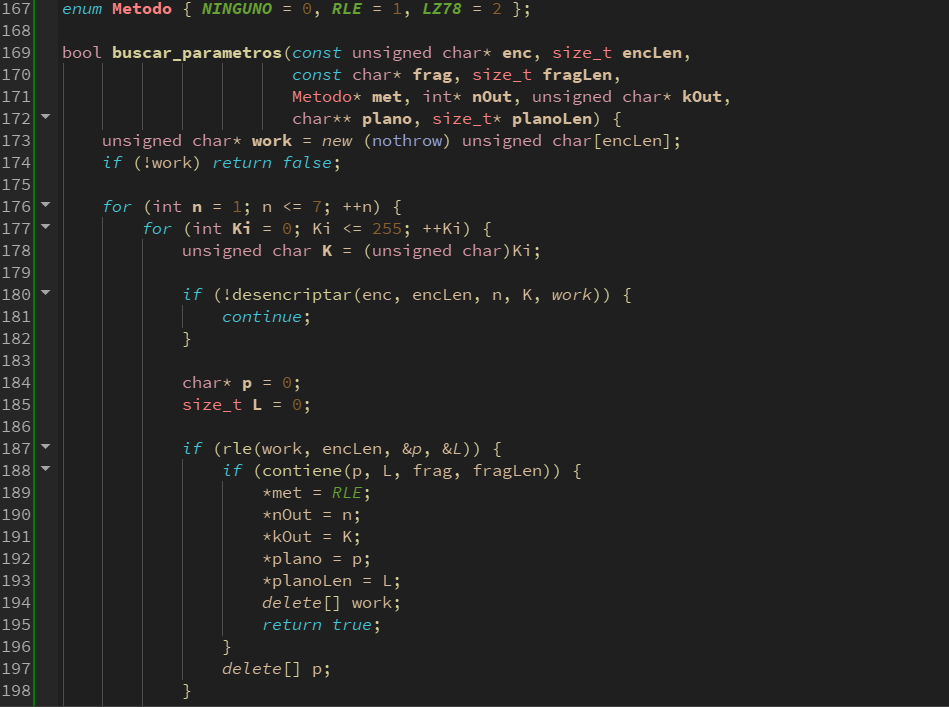 167 enum Metodo { NINGUNO = 0, RLE = 1, LZ78 = 2 };
168
169 bool buscar_parametros(const unsigned char* enc, size_t encLen,
170                        const char* frag, size_t fragLen,
171                        Metodo* met, int* nOut, unsigned char* kOut,
172                        char** plano, size_t* planoLen) {
173     unsigned char* work = new (nothrow) unsigned char[encLen];
174     if (!work) return false;
175
176     for (int n = 1; n <= 7; ++n) {
177         for (int Ki = 0; Ki <= 255; ++Ki) {
178             unsigned char K = (unsigned char)Ki;
179
180             if (!desencriptar(enc, encLen, n, K, work)) {
181                 continue;
182             }
183
184             char* p = 0;
185             size_t L = 0;
186
187             if (rle(work, encLen, &p, &L)) {
188                 if (contiene(p, L, frag, fragLen)) {
189                     *met = RLE;
190                     *nOut = n;
191                     *kOut = K;
192                     *plano = p;
193                     *planoLen = L;
194                     delete[] work;
195                     return true;
196                 }
197                 delete[] p;
198             }